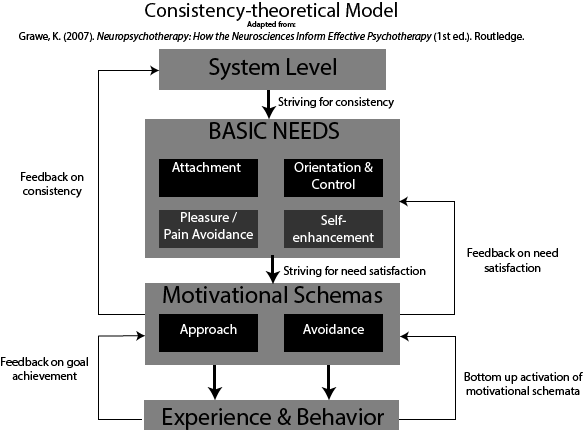 Consistency-theoretical Model
Adapted from:
Grawe, K. (2007). Neuropsychotherapy: How the Neurosciences Inform Effective Psychotherapy (1st ed.). Routledge.
System Level
Striving for consistency
BASIC NEEDS
Attachment
Orientation &
Control
Pleasure /
Pain Avoidance
Self-
enhancement
Feedback on
consistency
Feedback on need
satisfaction
Striving for need satisfaction
Motivational Schemas
Approach
Avoidance
Feedback on goal
achievement
Bottom up activation of
motivational schemata
Experience & Behavior